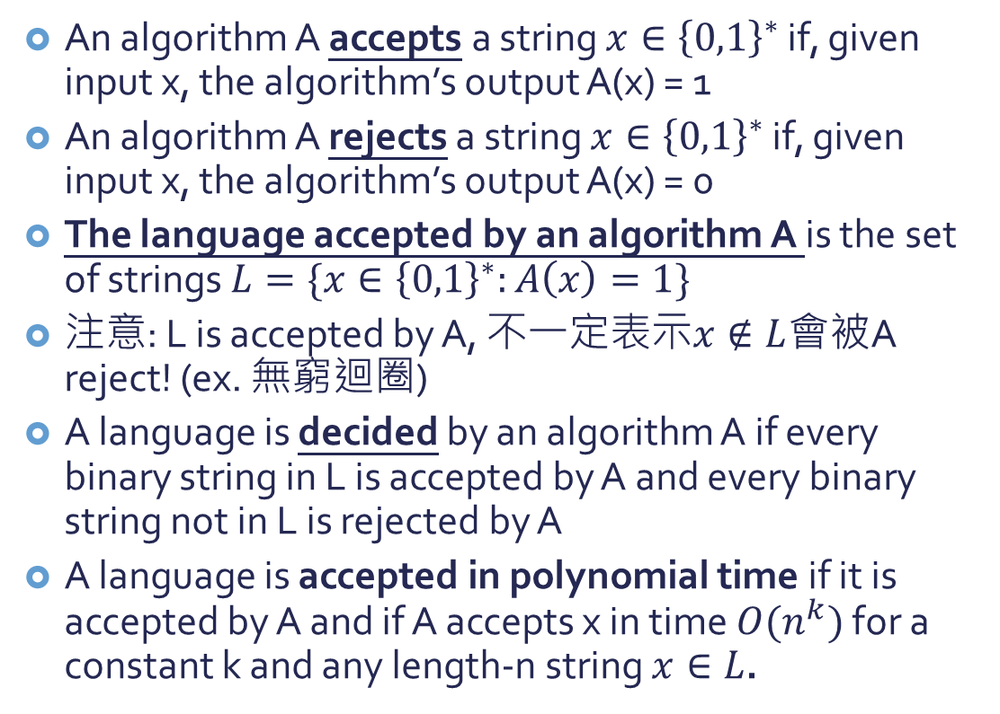 An algorithm A accepts a string x ∈ {0,1}* if, given
input x, the algorithm’s output A(x) = 1
An algorithm A rejects a string x ∈ {0,1}* if, given
input x, the algorithm’s output A(x) = 0
The language accepted by an algorithm A is the set
of strings L = {x ∈ {0,1}*: A(x) = 1}
注意: L is accepted by A, 不一定表示x ∉ L會被A
reject! (ex. 無窮迴圈)
A language is decided by an algorithm A if every
binary string in L is accepted by A and every binary
string not in L is rejected by A
A language is accepted in polynomial time if it is
accepted by A and if A accepts x in time O(n^k) for a
constant k and any length-n string x ∈ L.